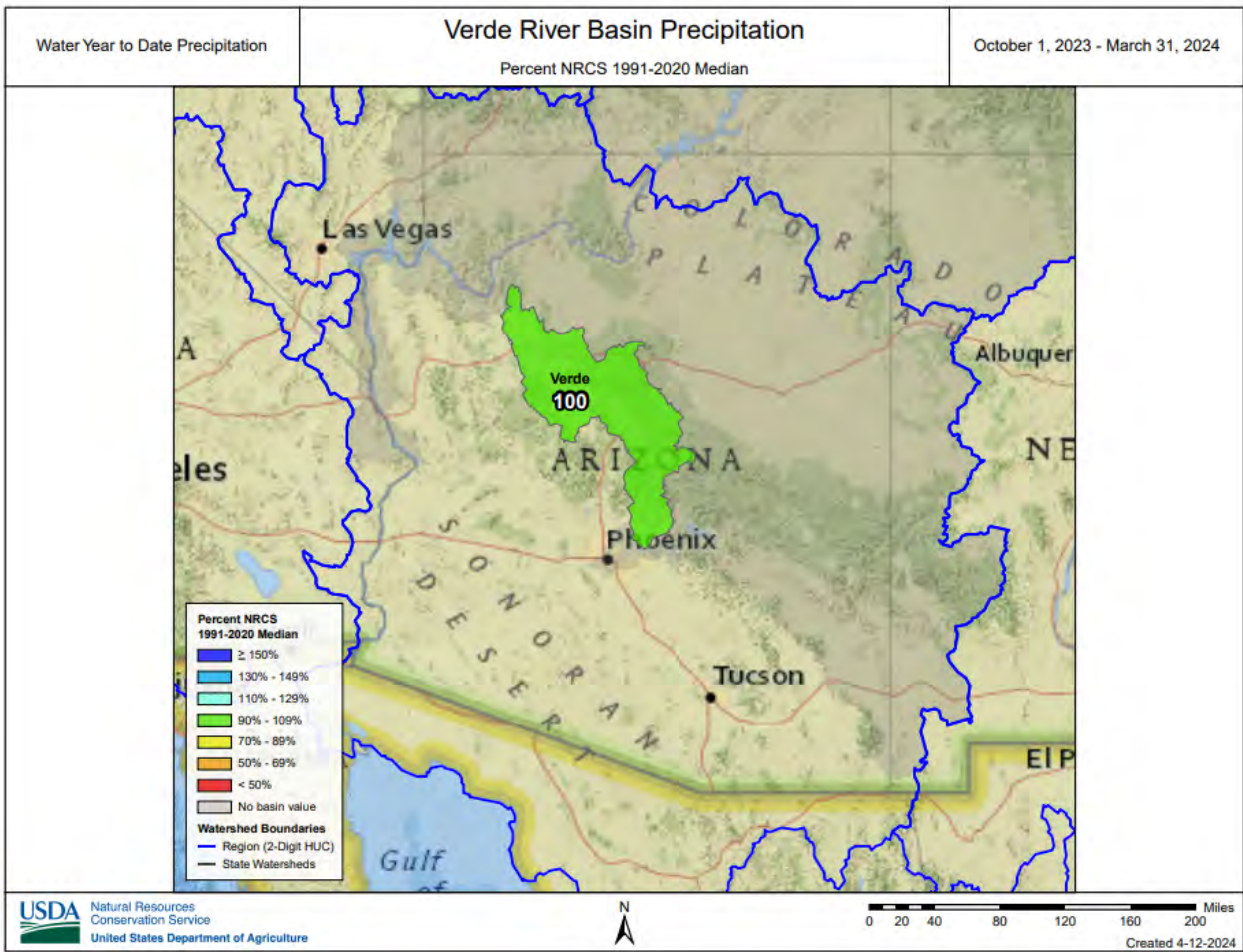 Water Year to Date Precipitation
Verde River Basin Precipitation
Percent NRCS 1991-2020 Median
October 1, 2023 - March 31, 2024
Las Vegas
COLORADO
PLATEAU
A
Albuquer
Verde
100
ARIZONA
NE
eles
Phoenix
SONORAN
DESERT
Tucson
El P
Gulf
Percent NRCS
1991-2020 Median
≥ 150%
130% - 149%
110% - 129%
90% - 109%
70% - 89%
50% - 69%
< 50%
No basin value
Watershed Boundaries
Region (2-Digit HUC)
State Watersheds
USDA
Natural Resources
Conservation Service
United States Department of Agriculture
N
0 20 40 80 120 160 200 Miles
Created 4-12-2024